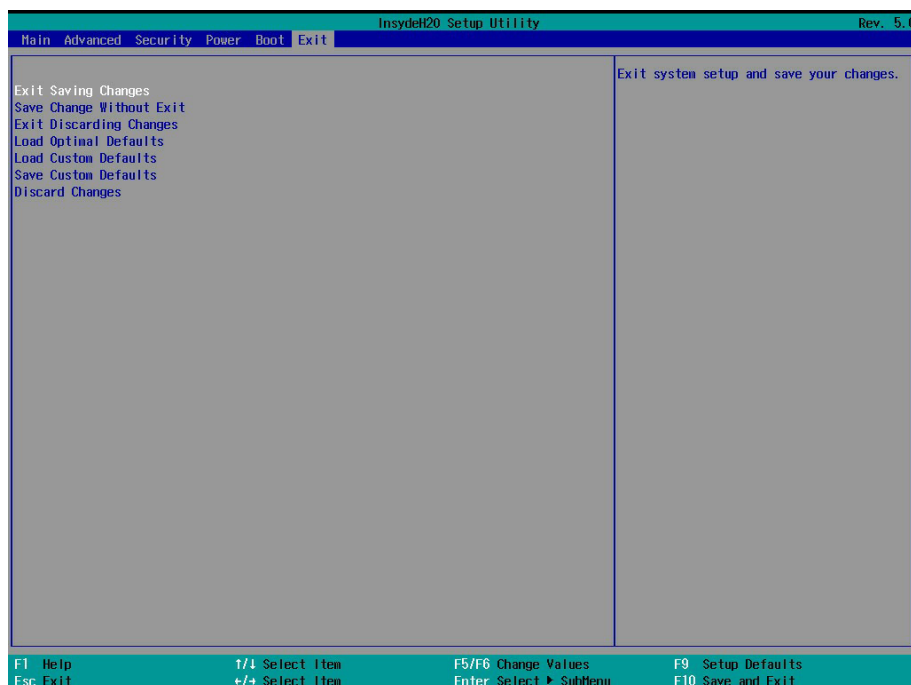 InsydeH20 Setup Utility Rev. 5.
Main Advanced Security Power Boot Exit
Exit system setup and save your changes.
Exit Saving Changes
Save Change Without Exit
Exit Discarding Changes
Load Optimal Defaults
Load Custom Defaults
Save Custom Defaults
Discard Changes
F1 Help ↑/↓ Select Item F5/F6 Change Values F9 Setup Defaults
Esc Exit ←/→ Select Item Enter Select ▶ SubMenu F10 Save and Exit